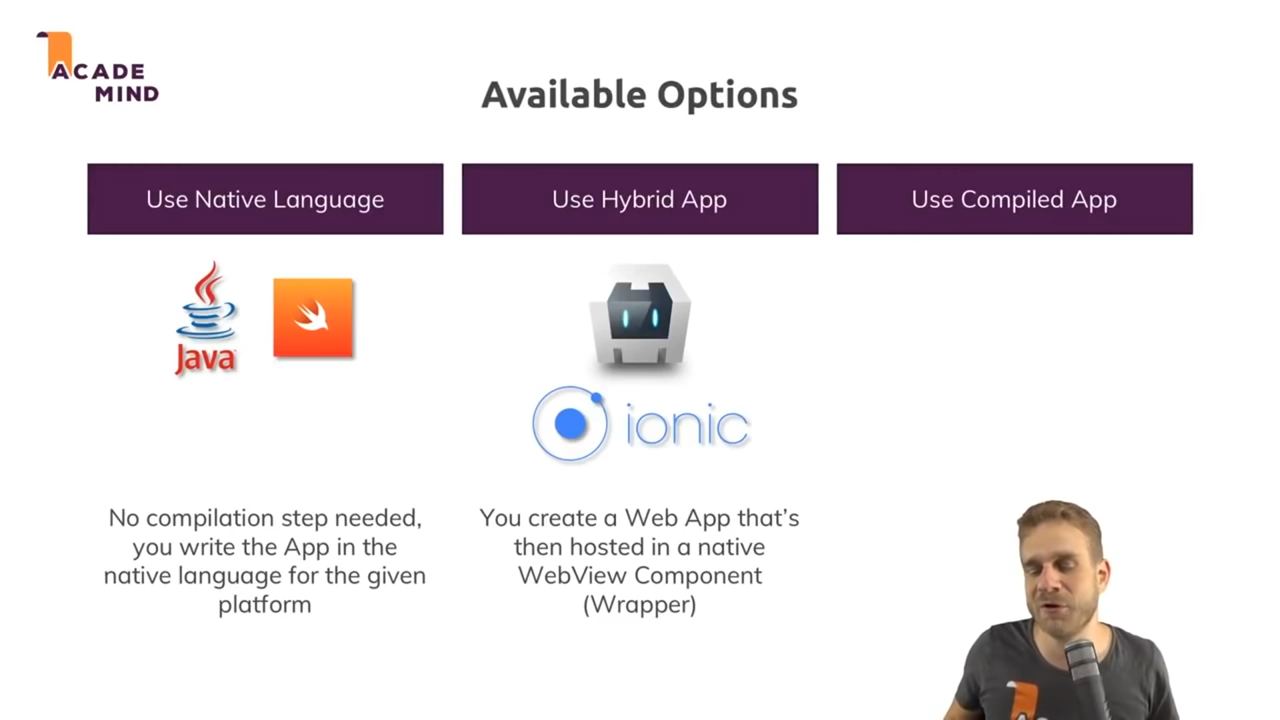 ACADE
MIND
Available Options
Use Native Language
Use Hybrid App
Use Compiled App
Java
ionic
No compilation step needed,
you write the App in the
native language for the given
platform
You create a Web App that's
then hosted in a native
WebView Component
(Wrapper)